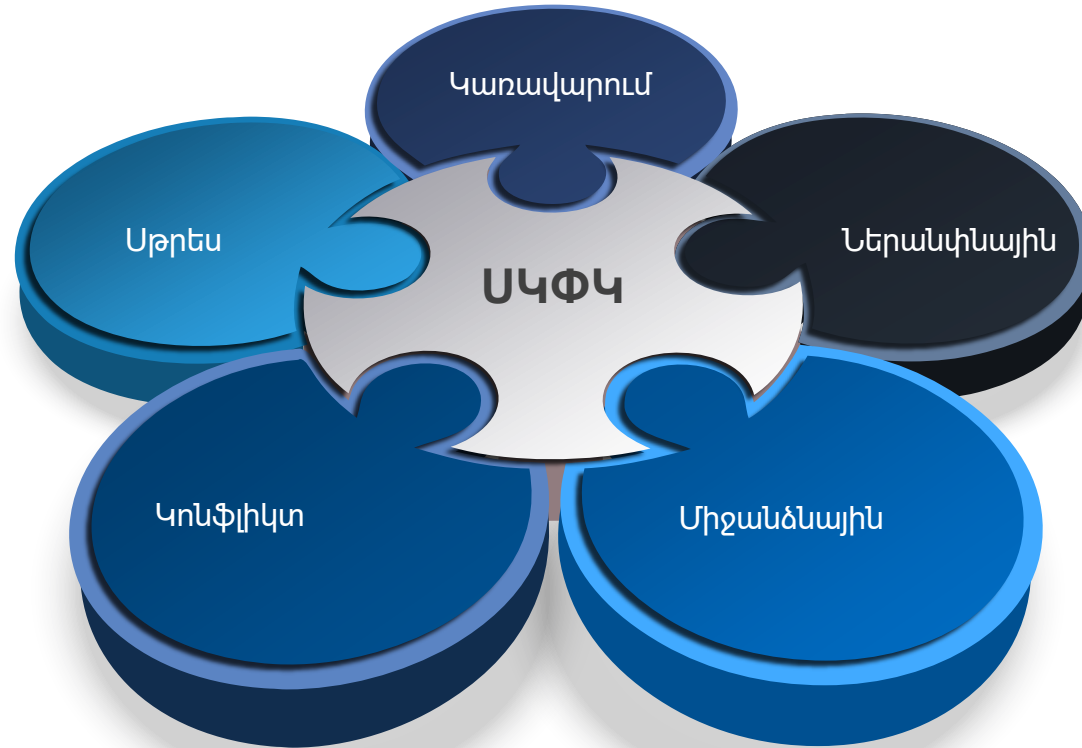 Կառավարում
Սթրես
Ներանփնային
ՍԿՓԿ
Կոնֆլիկտ
Միջանձնային